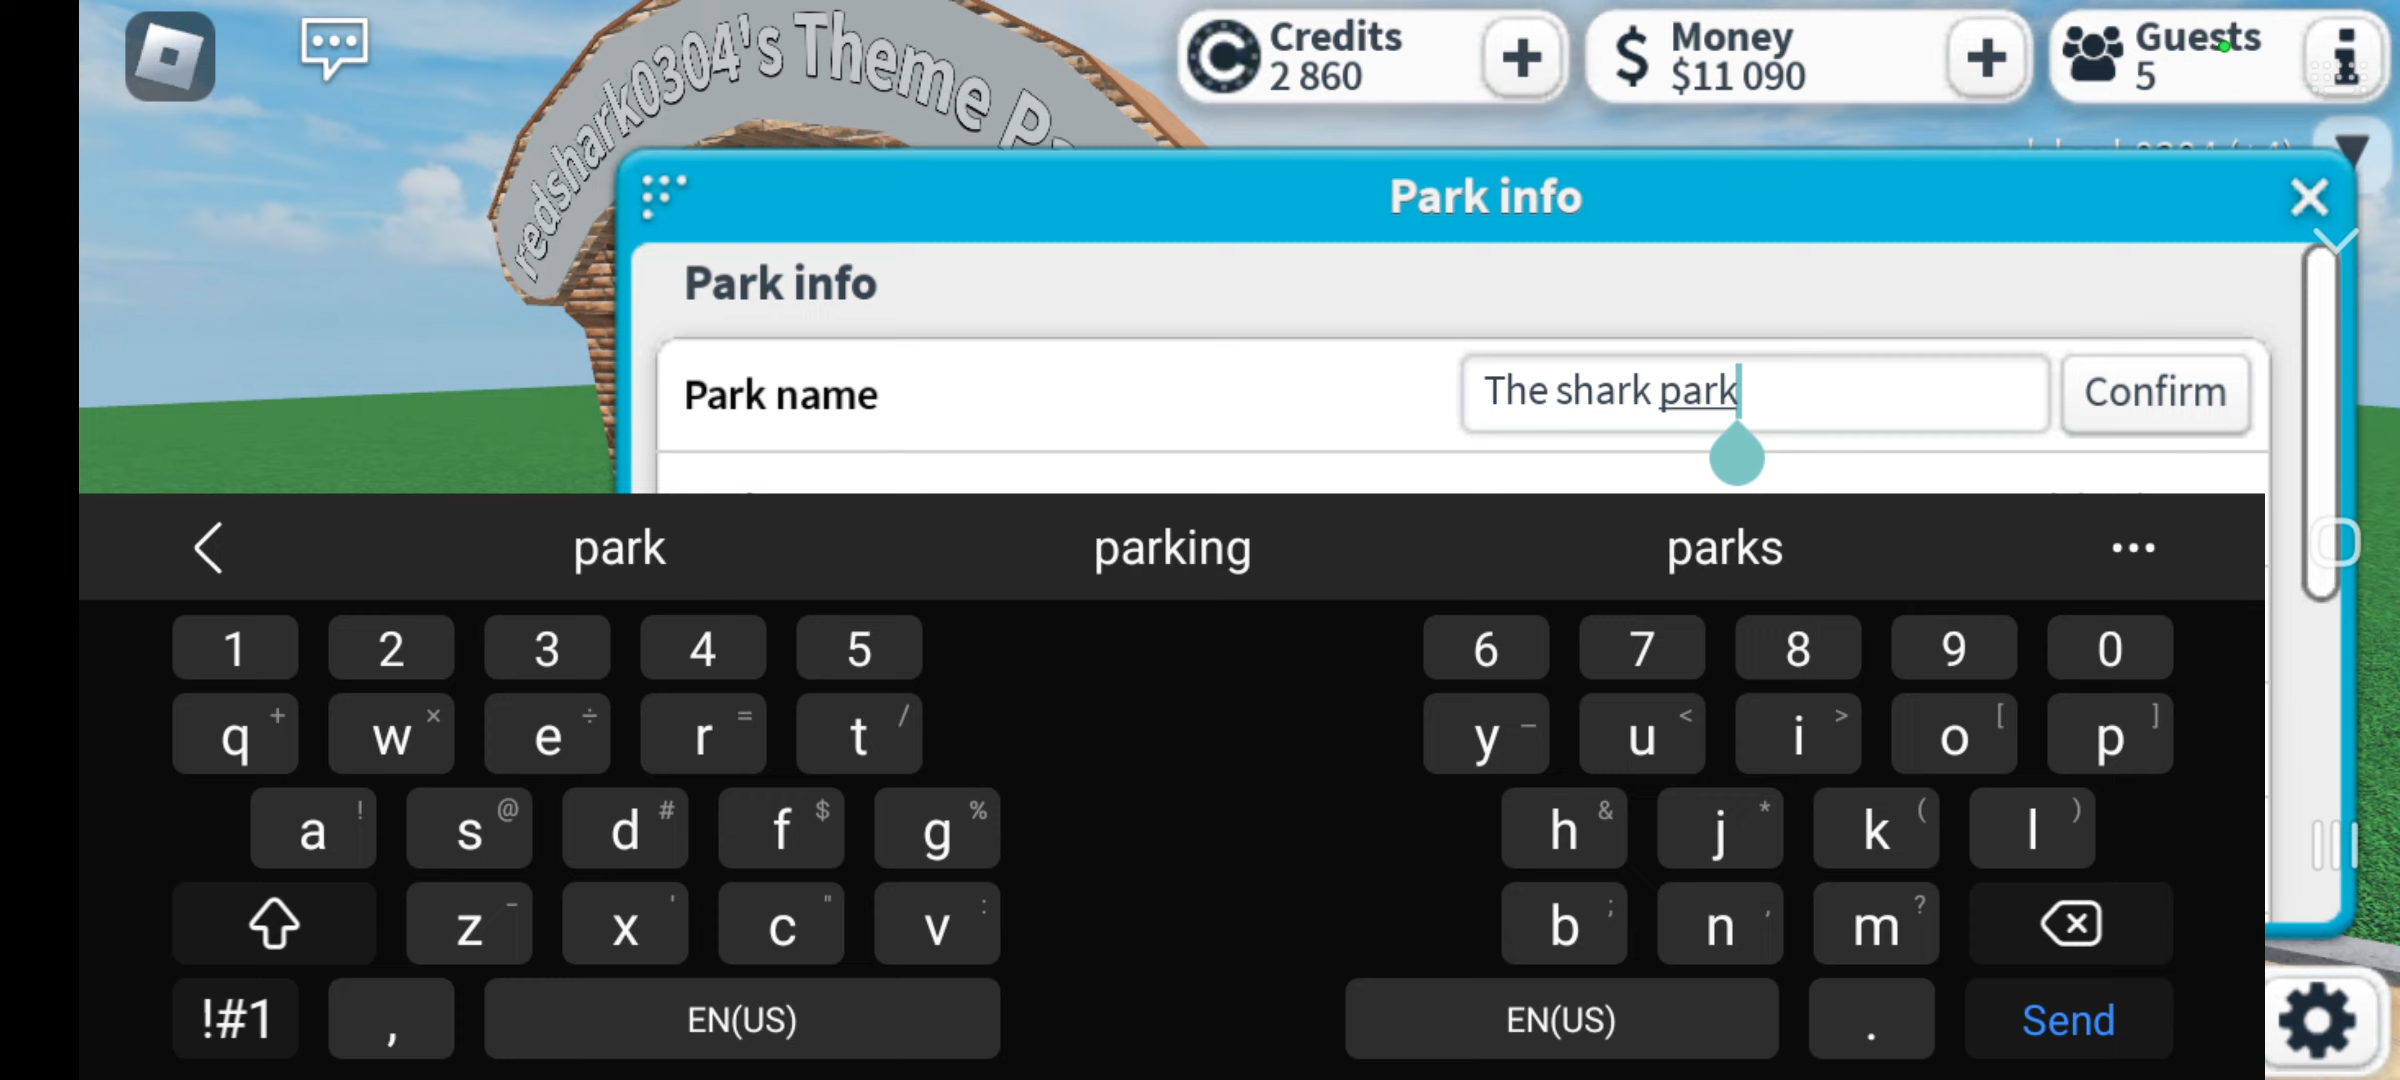 redshark0304's Theme
Credits
2 860
Money
$11 090
Guests
5
Park info
Park info
Park name
The shark park
Confirm
park
parking
parks
1 2 3 4 5 6 7 8 9 0
q + w × e ÷ r = t / y _ u < i > o [ p ]
a ! s @ d # f $ g % h & j * k ( l )
z - x ' c " v : b ; n , m ?
!#1 , EN(US) EN(US) . Send